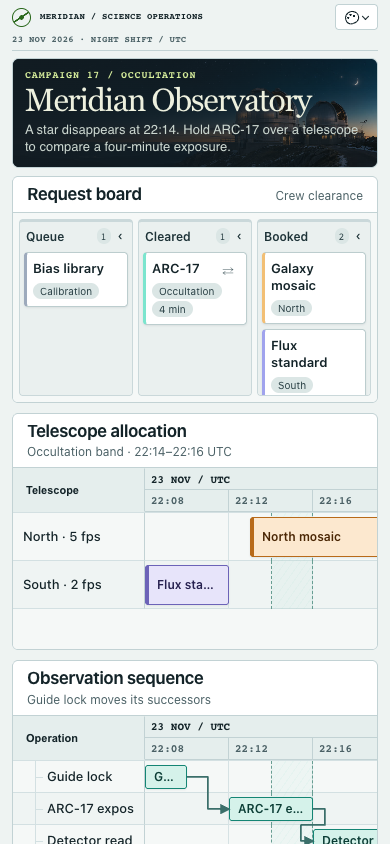 MERIDIAN / SCIENCE OPERATIONS
23 NOV 2026 · NIGHT SHIFT / UTC
CAMPAIGN 17 / OCCULTATION
Meridian Observatory
A star disappears at 22:14. Hold ARC-17 over a telescope
to compare a four-minute exposure.
Request board
Crew clearance
Queue 1
Bias library
Calibration
Cleared 1
ARC-17
Occultation
4 min
Booked 2
Galaxy
mosaic
North
Flux
standard
South
Telescope allocation
Occultation band · 22:14–22:16 UTC
Telescope
23 NOV / UTC
22:08 22:12 22:16
North · 5 fps
North mosaic
South · 2 fps
Flux sta...
Observation sequence
Guide lock moves its successors
Operation
23 NOV / UTC
22:08 22:12 22:16
Guide lock
G...
ARC-17 expos
ARC-17 e...
Detector read
Detector